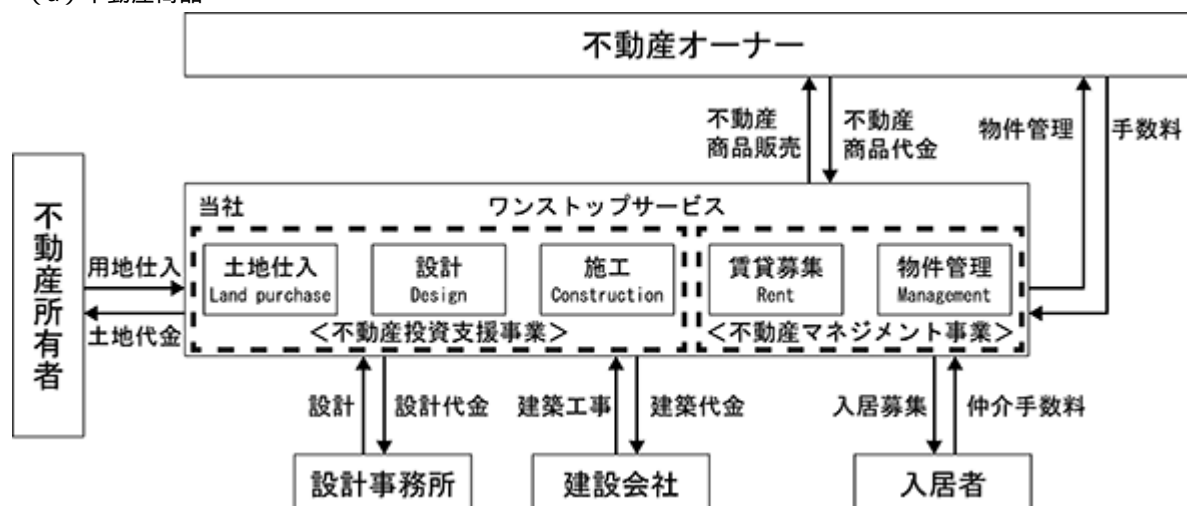 不動産オーナー
不動産
商品販売
不動産
商品代金
物件管理
手数料
不動産所有者
用地仕入
土地代金
当社
ワンストップサービス
土地仕入
Land purchase
設計
Design
施工
Construction
<不動産投資支援事業>
賃貸募集
Rent
物件管理
Management
<不動産マネジメント事業>
設計
設計代金
建築工事
建築代金
入居募集
仲介手数料
設計事務所
建設会社
入居者